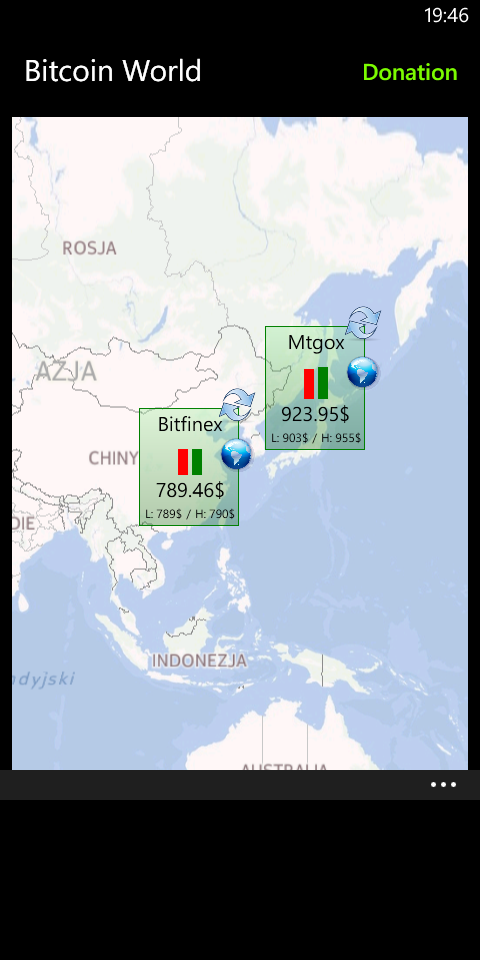 19:46
Bitcoin World
Donation
ROSJA
Mtgox
AZJA
923.95$
L: 903$ / H: 955$
Bitfinex
CHINY
789.46$
L: 789$ / H: 790$
DIE
INDONEZJA
dyjski
AUSTRALIA